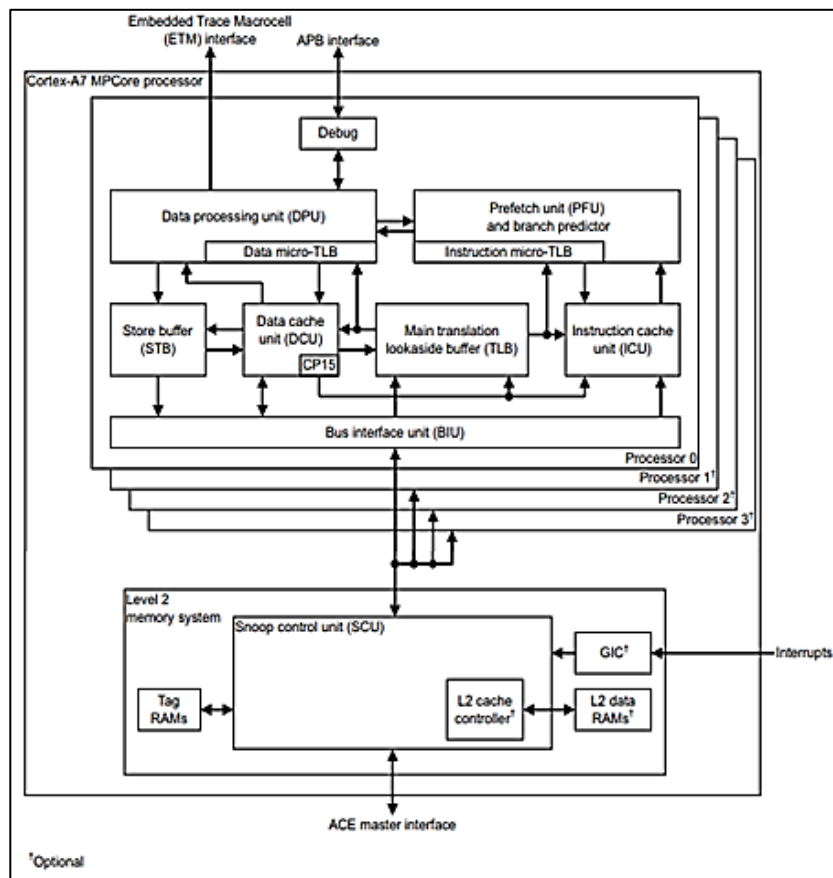 Embedded Trace Macrocell
(ETM) interface
APB interface
Cortex-A7 MPCore processor
Debug
Data processing unit (DPU)
Prefetch unit (PFU)
and branch predictor
Data micro-TLB
Instruction micro-TLB
Store buffer
(STB)
Data cache
unit (DCU)
CP15
Main translation
lookaside buffer (TLB)
Instruction cache
unit (ICU)
Bus interface unit (BIU)
Processor 0
Processor 1†
Processor 2†
Processor 3†
Level 2
memory system
Snoop control unit (SCU)
GIC†
Interrupts
Tag
RAMs
L2 cache
controller†
L2 data
RAMs†
ACE master interface
†Optional